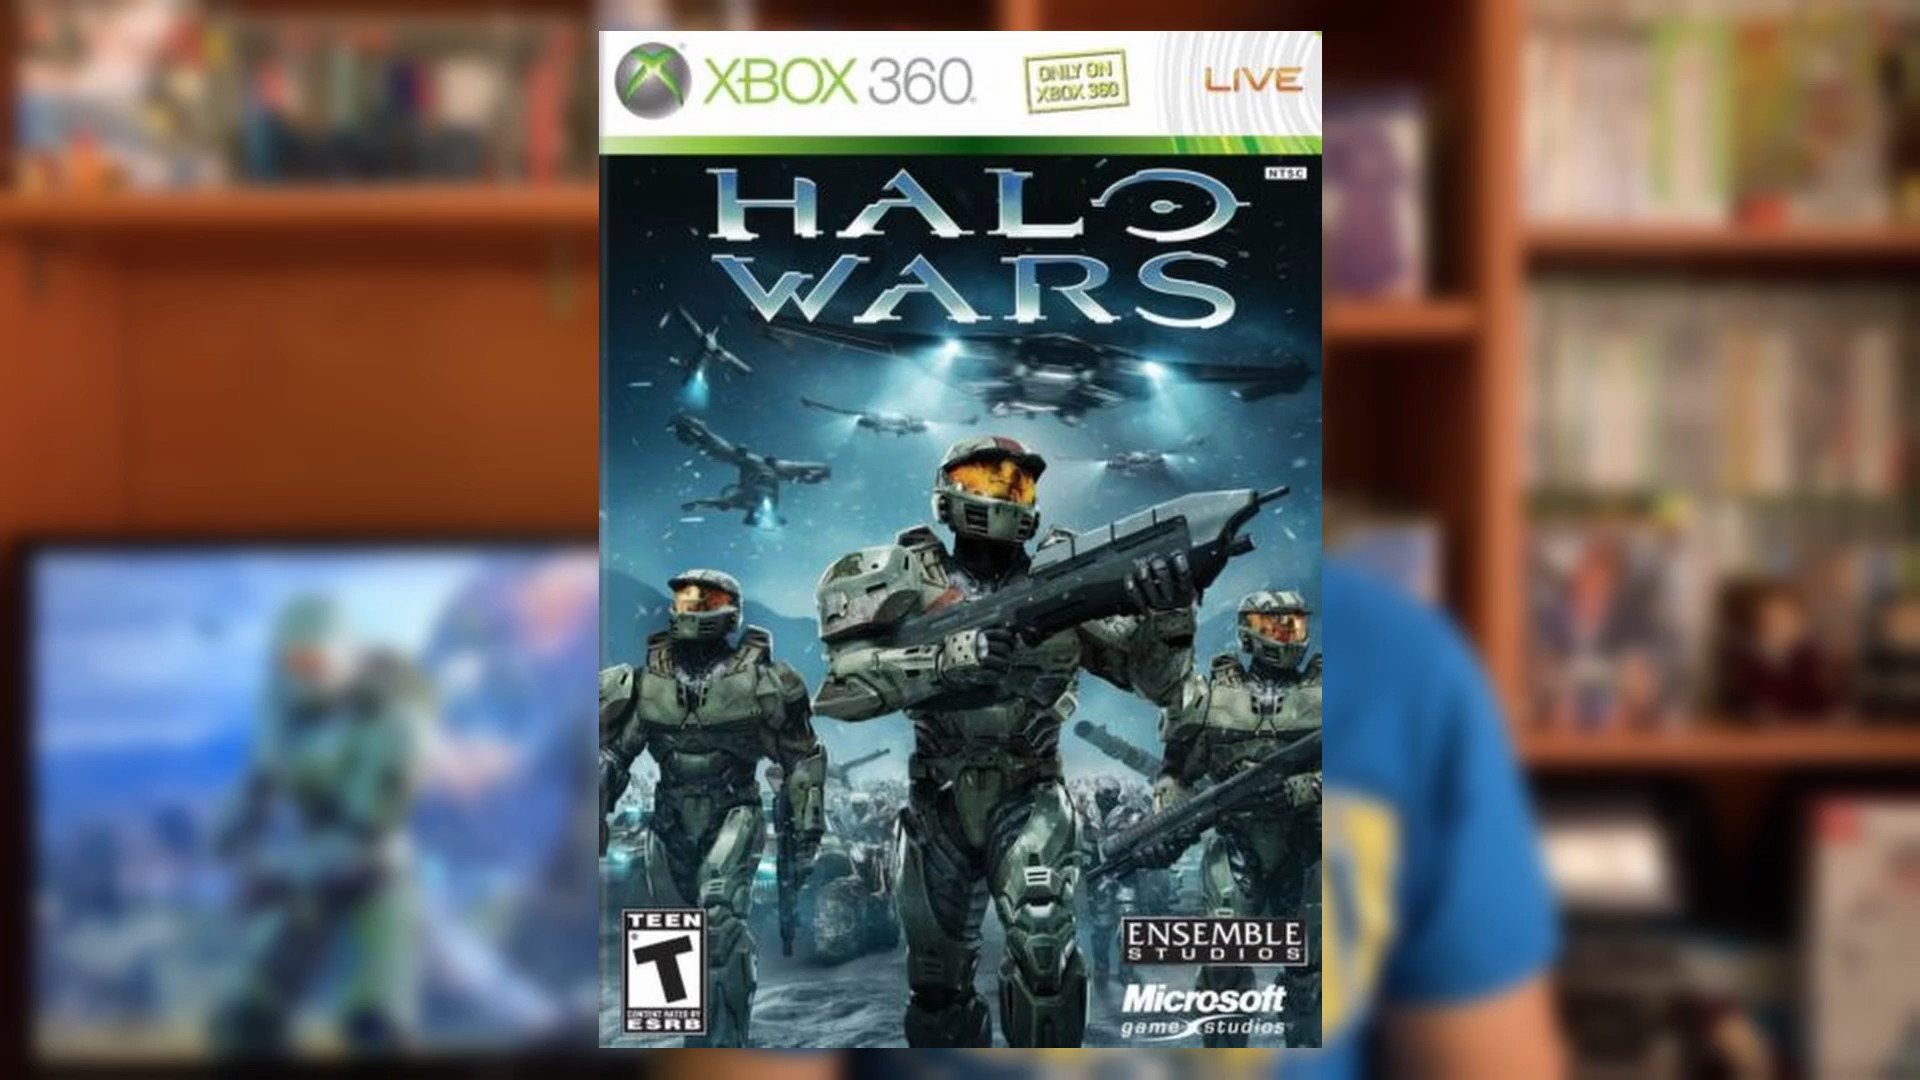 XBOX 360
ONLY ON
XBOX 360
LIVE
NTSC
HALO
WARS
TEEN
T
CONTENT RATED BY
ESRB
ENSEMBLE
STUDIOS
Microsoft
game studios